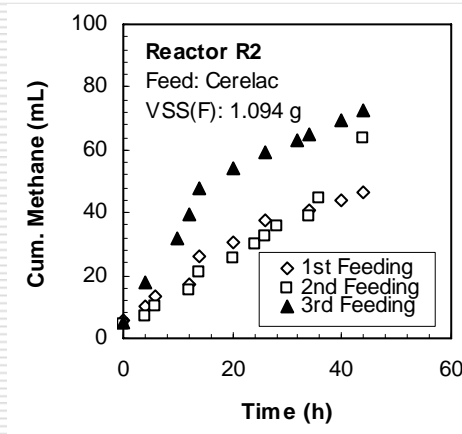 100
80
60
40
20
0
Cum. Methane (mL)
Reactor R2
Feed: Cerelac
VSS(F): 1.094 g
1st Feeding
2nd Feeding
3rd Feeding
0 20 40 60
Time (h)